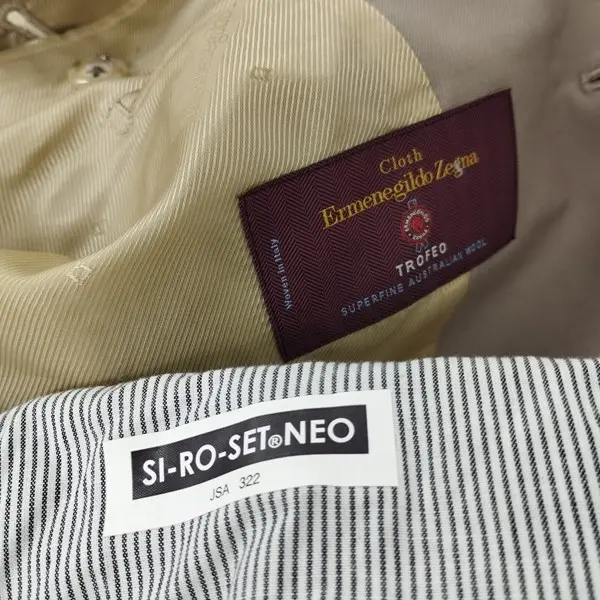 Cloth
Ermenegildo Zegna
TROFEO
SUPERFINE AUSTRALIAN WOOL
Woven in Italy
SI-RO-SET®NEO
JSA 322